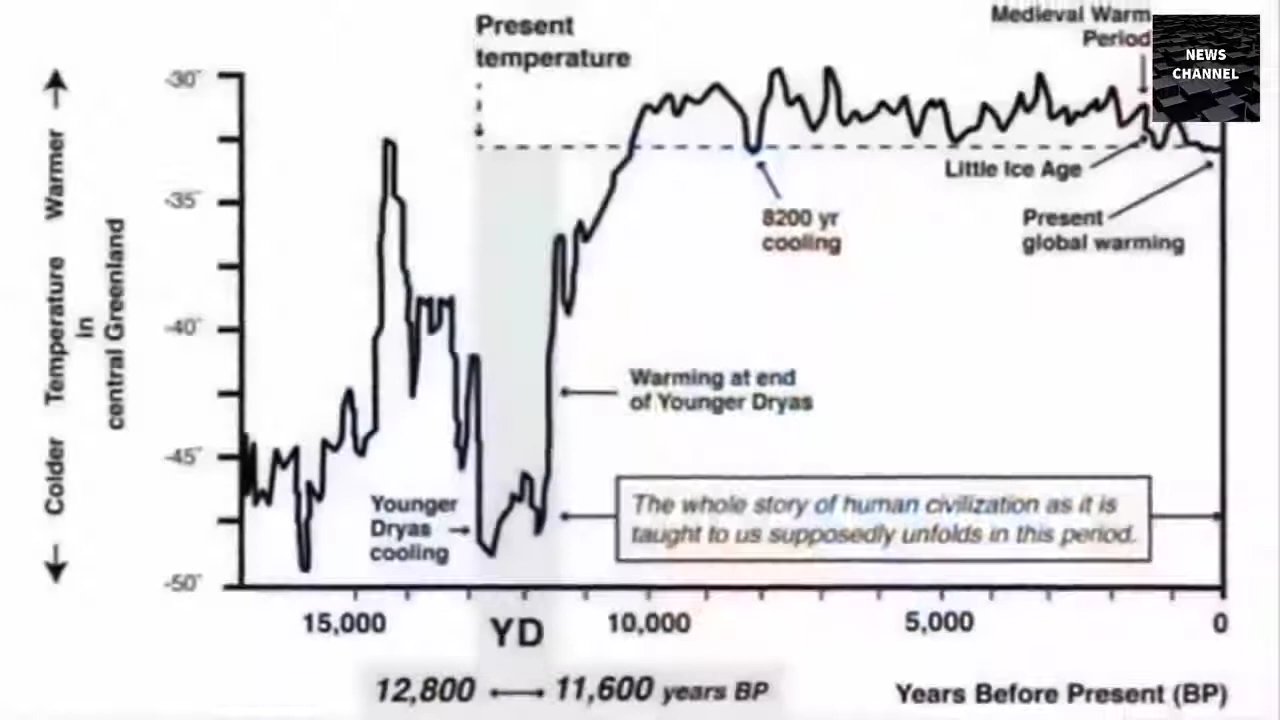 Present
temperature
Medieval Warm
Period
NEWS
CHANNEL
-30°
-35°
-40°
-45°
-50°
Colder Temperature Warmer
in
central Greenland
Little Ice Age
8200 yr
cooling
Present
global warming
Warming at end
of Younger Dryas
Younger
Dryas
cooling
The whole story of human civilization as it is
taught to us supposedly unfolds in this period.
15,000
YD
10,000
5,000
0
12,800
11,600 years BP
Years Before Present (BP)